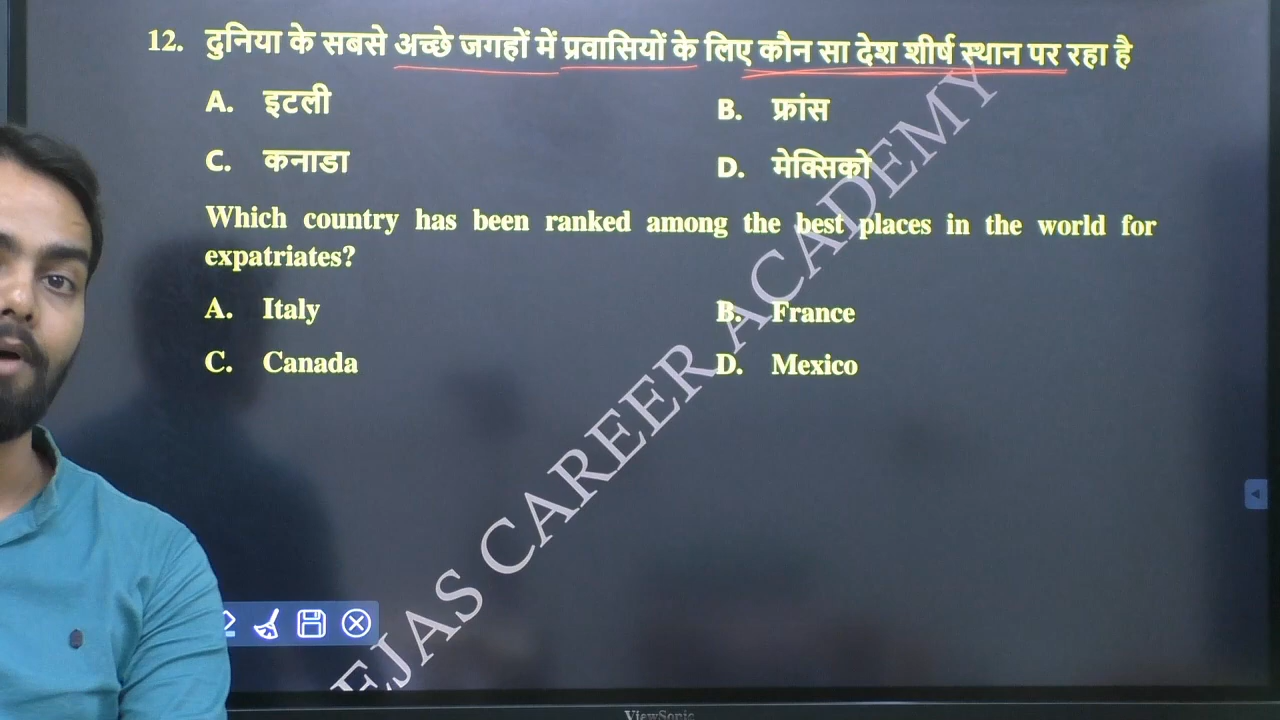 12. दुनिया के सबसे अच्छे जगहों में प्रवासियों के लिए कौन सा देश शीर्ष स्थान पर रहा है
A. इटली B. फ्रांस
C. कनाडा D. मेक्सिको
Which country has been ranked among the best places in the world for
expatriates?
A. Italy B. France
C. Canada D. Mexico
EJAS CAREER ACADEMY
ViewSonic